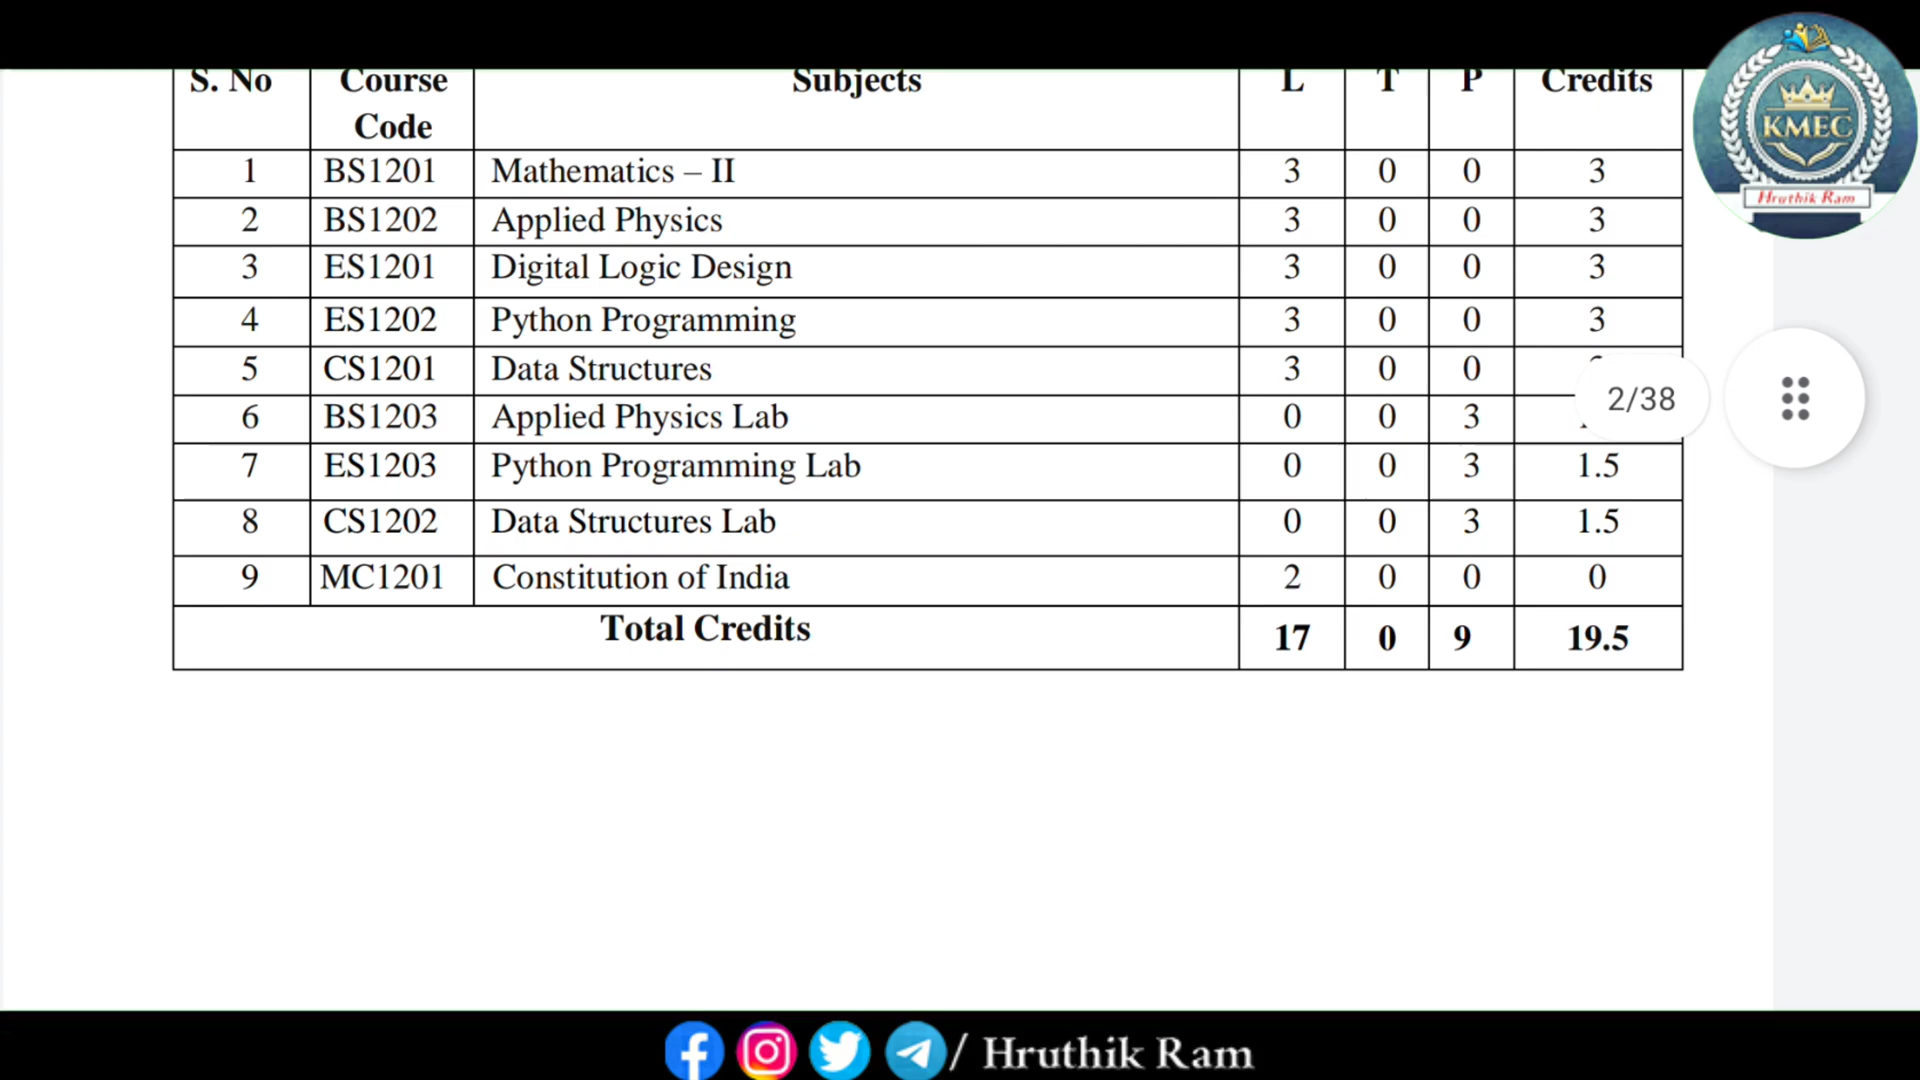 S. No Course Code Subjects L T P Credits
1 BS1201 Mathematics – II 3 0 0 3
2 BS1202 Applied Physics 3 0 0 3
3 ES1201 Digital Logic Design 3 0 0 3
4 ES1202 Python Programming 3 0 0 3
5 CS1201 Data Structures 3 0 0
6 BS1203 Applied Physics Lab 0 0 3
7 ES1203 Python Programming Lab 0 0 3 1.5
8 CS1202 Data Structures Lab 0 0 3 1.5
9 MC1201 Constitution of India 2 0 0 0
Total Credits 17 0 9 19.5
KMEC
Hruthik Ram
2/38
/ Hruthik Ram